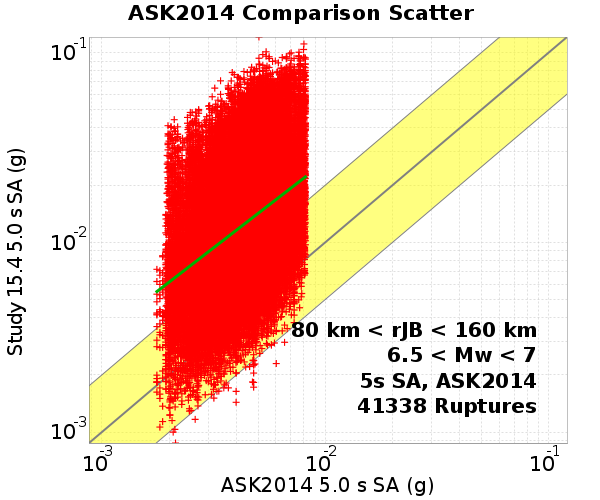 ASK2014 Comparison Scatter
10-1
10-2
10-3
Study 15.4 5.0 s SA (g)
80 km < rJB < 160 km
6.5 < Mw < 7
5s SA, ASK2014
41338 Ruptures
10-3 10-2 10-1
ASK2014 5.0 s SA (g)